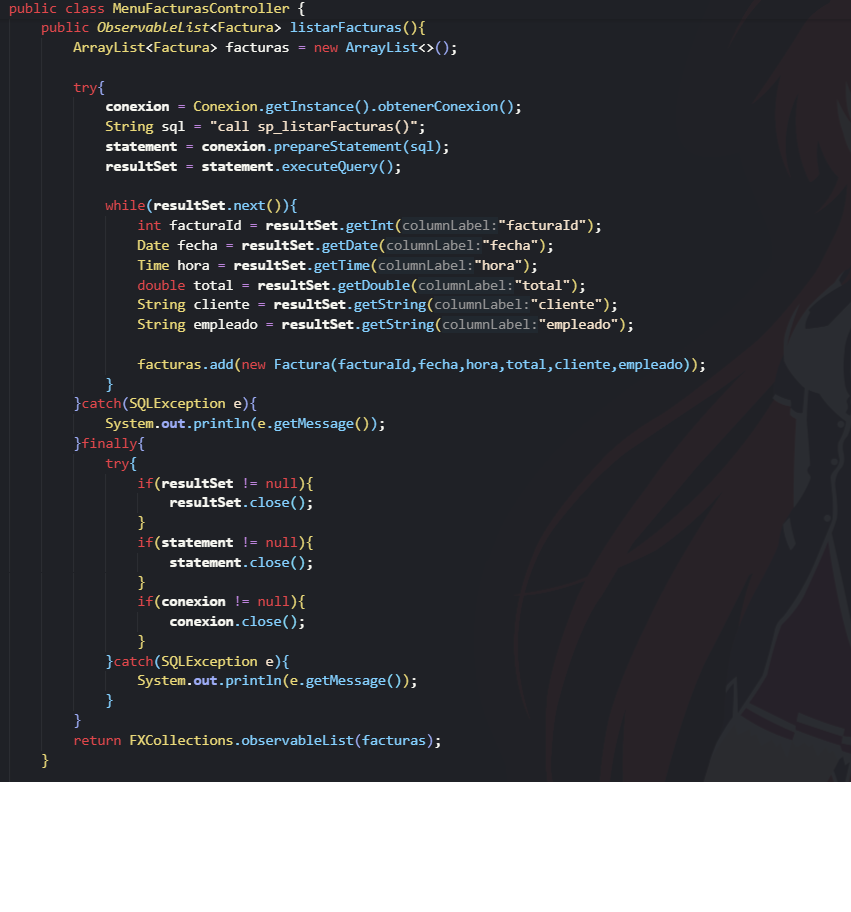 public class MenuFacturasController {
public ObservableList<Factura> listarFacturas(){
ArrayList<Factura> facturas = new ArrayList<>();
try{
conexion = Conexion.getInstance().obtenerConexion();
String sql = "call sp_listarFacturas()";
statement = conexion.prepareStatement(sql);
resultSet = statement.executeQuery();
while(resultSet.next()){
int facturaId = resultSet.getInt(columnLabel:"facturaId");
Date fecha = resultSet.getDate(columnLabel:"fecha");
Time hora = resultSet.getTime(columnLabel:"hora");
double total = resultSet.getDouble(columnLabel:"total");
String cliente = resultSet.getString(columnLabel:"cliente");
String empleado = resultSet.getString(columnLabel:"empleado");
facturas.add(new Factura(facturaId,fecha,hora,total,cliente,empleado));
}
}catch(SQLException e){
System.out.println(e.getMessage());
}finally{
try{
if(resultSet != null){
resultSet.close();
}
if(statement != null){
statement.close();
}
if(conexion != null){
conexion.close();
}
}catch(SQLException e){
System.out.println(e.getMessage());
}
}
return FXCollections.observableList(facturas);
}